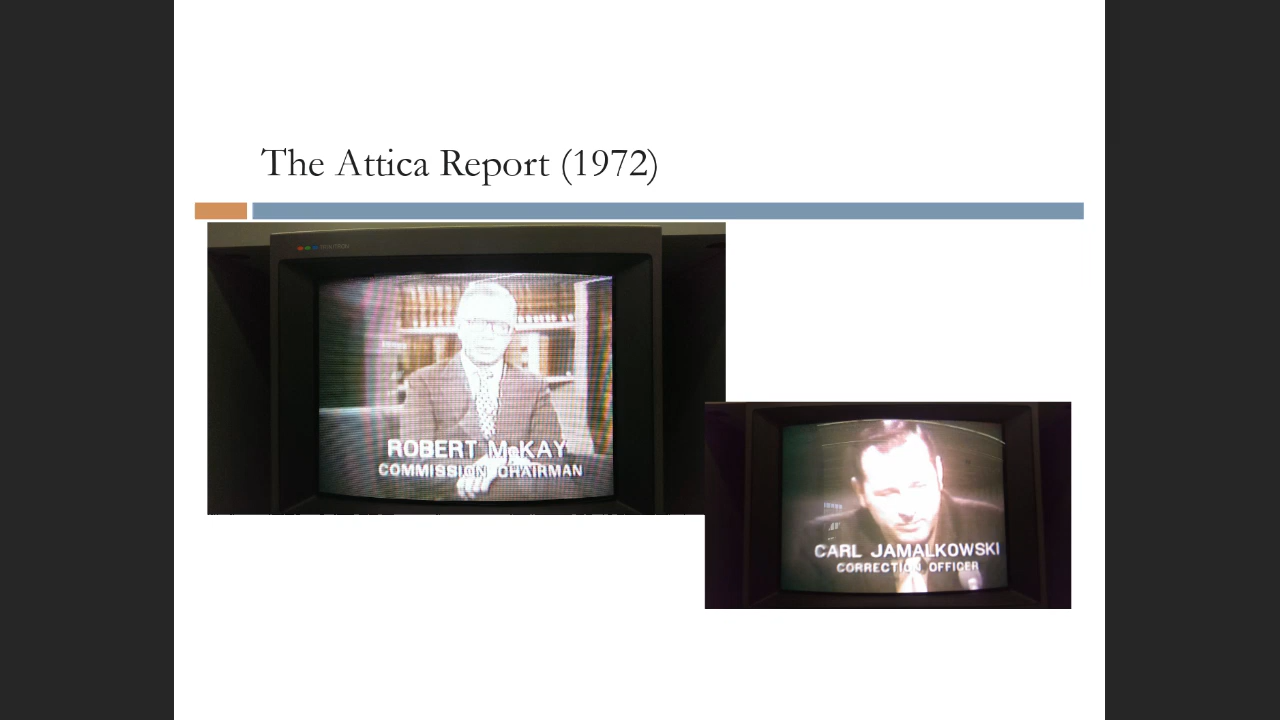 The Attica Report (1972)
ROBERT McKAY
COMMISSION CHAIRMAN
CARL JAMALKOWSKI
CORRECTION OFFICER